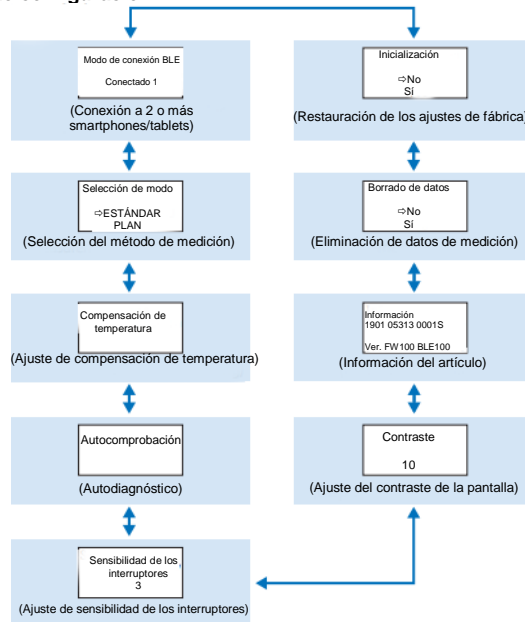 Modo de conexión BLE
Conectado 1
(Conexión a 2 o más
smartphones/tablets)
Selección de modo
⇨ESTÁNDAR
PLAN
(Selección del método de medición)
Compensación de
temperatura
(Ajuste de compensación de temperatura)
Autocomprobación
(Autodiagnóstico)
Sensibilidad de los
interruptores
3
(Ajuste de sensibilidad de los interruptores)
Inicialización
⇨No
Sí
(Restauración de los ajustes de fábrica)
Borrado de datos
⇨No
Sí
(Eliminación de datos de medición)
Información
1901 05313 0001S
Ver. FW100 BLE100
(Información del artículo)
Contraste
10
(Ajuste del contraste de la pantalla)